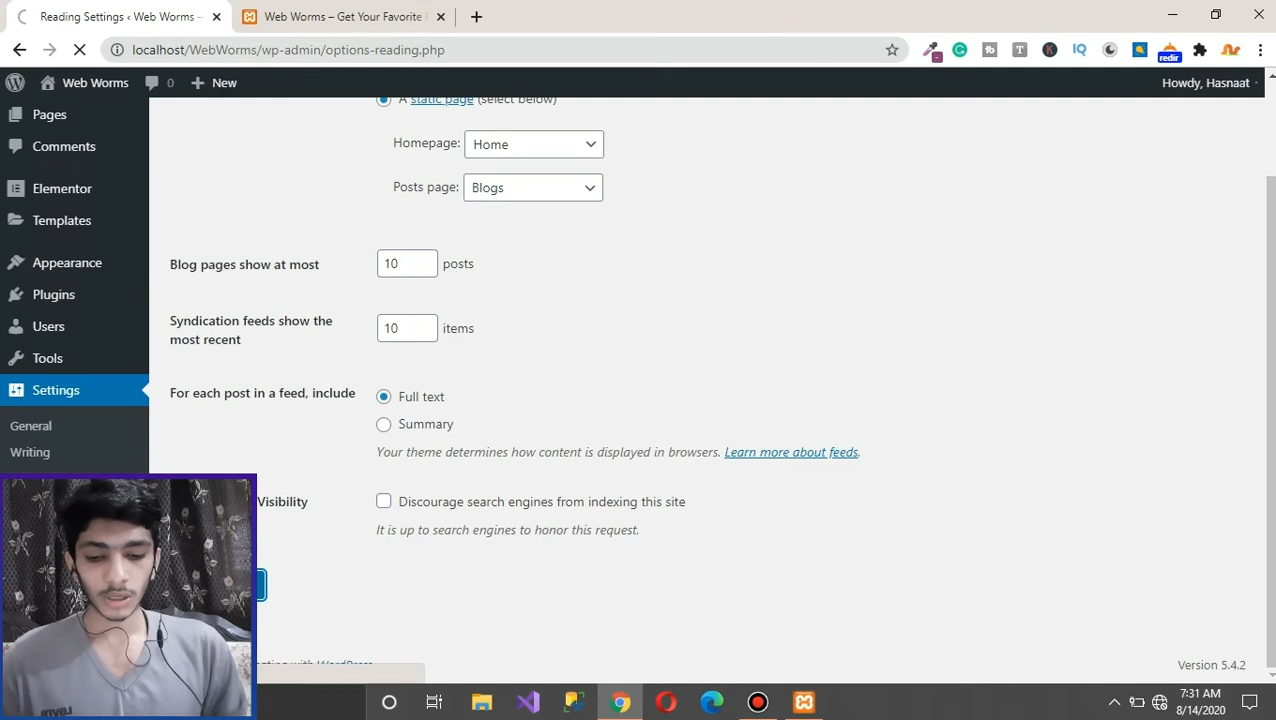 Reading Settings ‹ Web Worms –
Web Worms – Get Your Favorite
localhost/WebWorms/wp-admin/options-reading.php
redir
Web Worms
0
New
Howdy, Hasnaat
Pages
Comments
Elementor
Templates
Appearance
Plugins
Users
Tools
Settings
General
Writing
A static page (select below)
Homepage: Home
Posts page: Blogs
Blog pages show at most 10 posts
Syndication feeds show the
most recent
10 items
For each post in a feed, include
Full text
Summary
Your theme determines how content is displayed in browsers. Learn more about feeds.
Visibility
Discourage search engines from indexing this site
It is up to search engines to honor this request.
with WordPress
Version 5.4.2
7:31 AM
8/14/2020